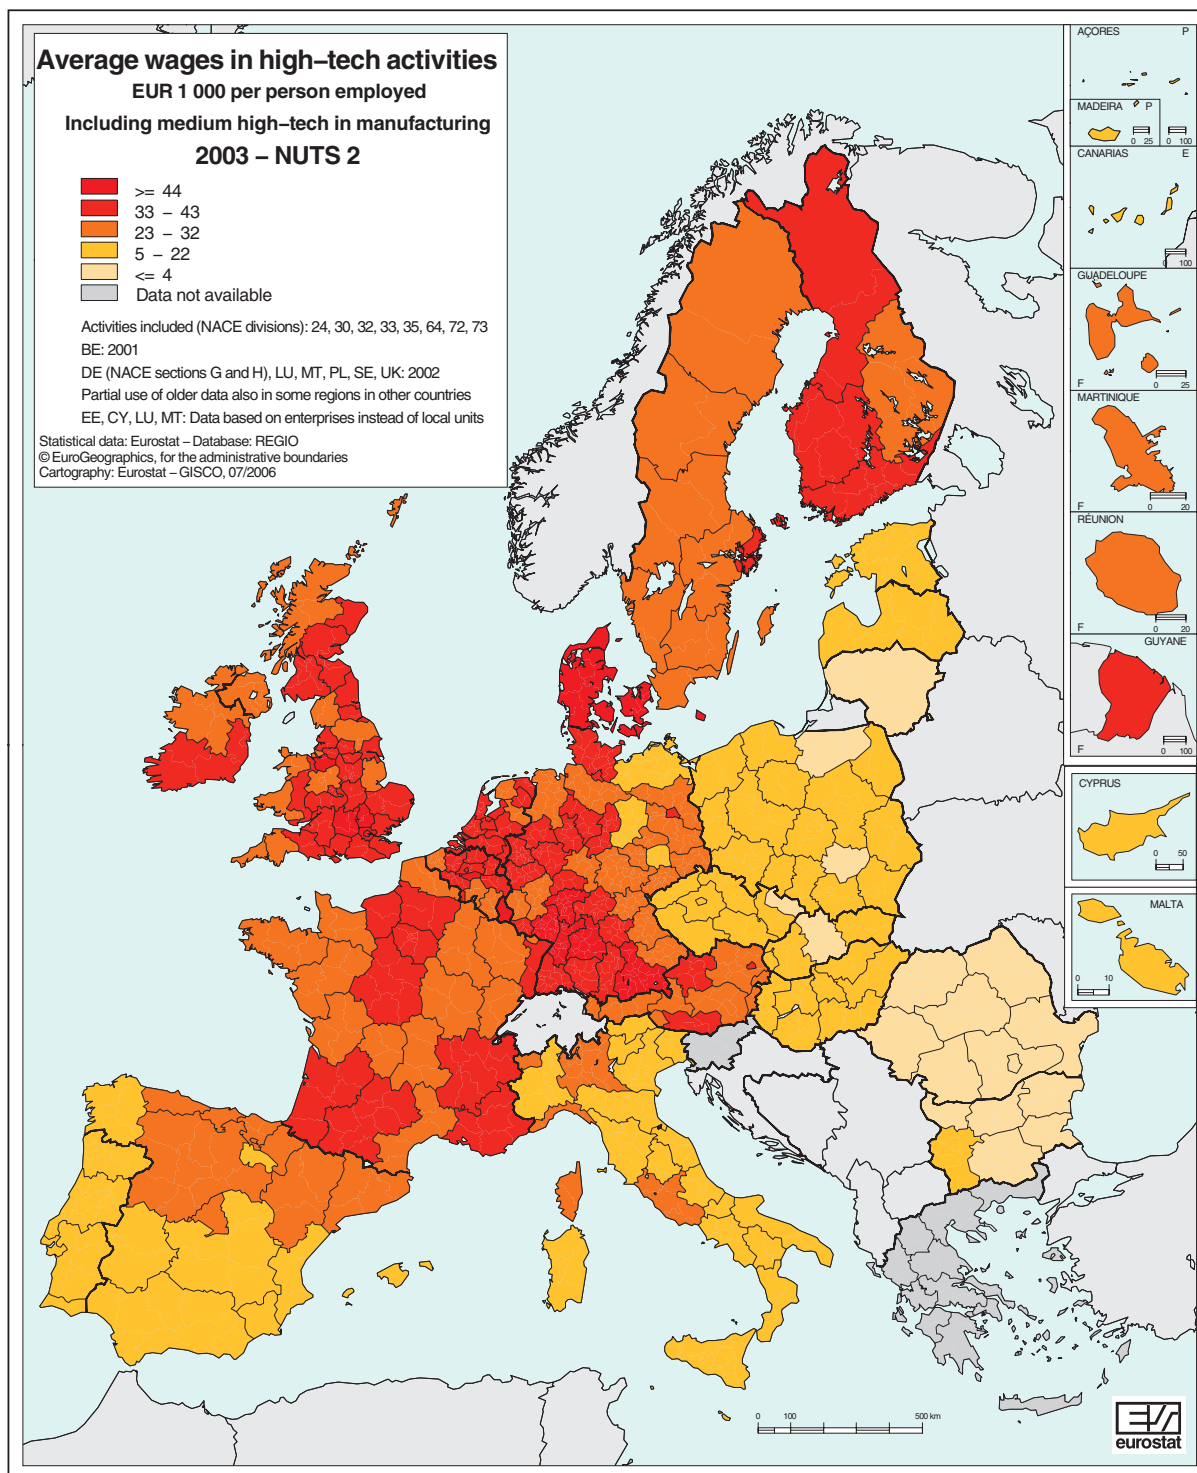 Average wages in high–tech activities
EUR 1 000 per person employed
Including medium high–tech in manufacturing
2003 – NUTS 2
>= 44
33 – 43
23 – 32
5 – 22
<= 4
Data not available
Activities included (NACE divisions): 24, 30, 32, 33, 35, 64, 72, 73
BE: 2001
DE (NACE sections G and H), LU, MT, PL, SE, UK: 2002
Partial use of older data also in some regions in other countries
EE, CY, LU, MT: Data based on enterprises instead of local units
Statistical data: Eurostat – Database: REGIO
© EuroGeographics, for the administrative boundaries
Cartography: Eurostat – GISCO, 07/2006
AÇORES P
MADEIRA P
0 25 0 100
CANARIAS E
0 100
GUADELOUPE
F 0 25
MARTINIQUE
F 0 20
RÉUNION
F 0 20
GUYANE
F 0 100
CYPRUS
0 50
MALTA
0 10
0 100 500 km
eurostat